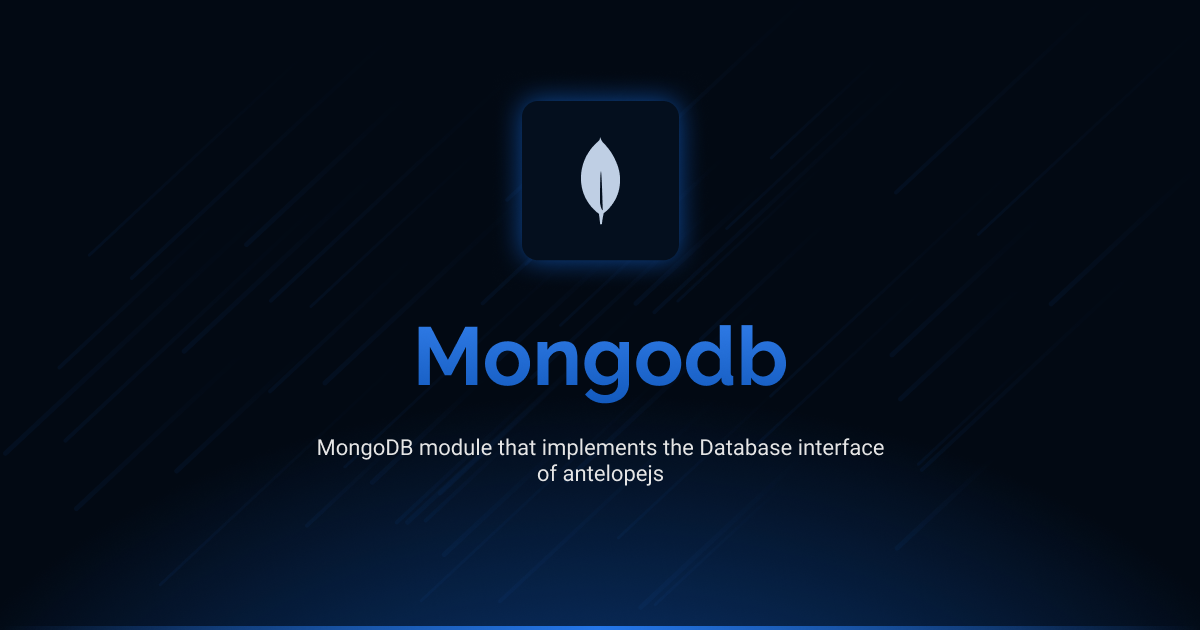 Mongodb
MongoDB module that implements the Database interface
of antelopejs